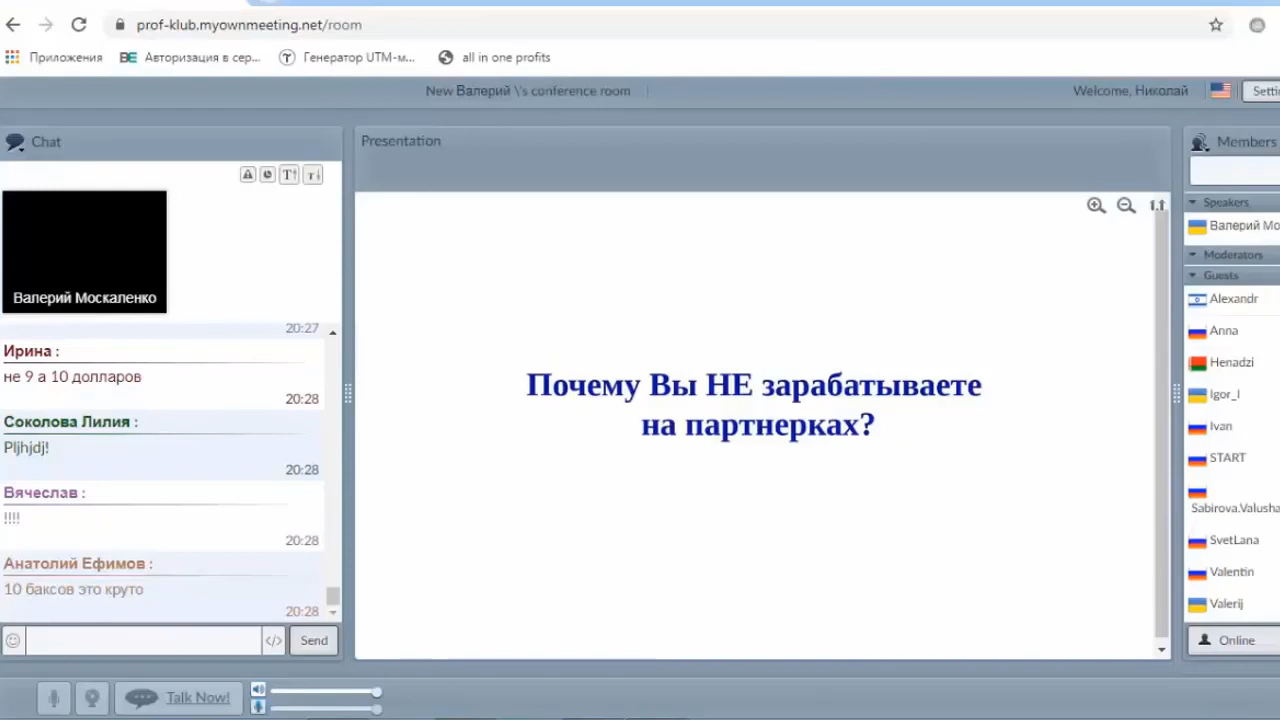 prof-klub.myownmeeting.net/room
Приложения
Авторизация в сер...
Генератор UTM-м...
all in one profits
New Валерий \'s conference room
Welcome, Николай
Setti
Chat
Presentation
Members
Валерий Москаленко
20:27
Ирина :
не 9 а 10 долларов
20:28
Соколова Лилия :
Pljhjdj!
20:28
Вячеслав :
!!!!
20:28
Анатолий Ефимов :
10 баксов это круто
20:28
Send
Talk Now!
Почему Вы НЕ зарабатываете
на партнерках?
Speakers
Валерий Мо
Moderators
Guests
Alexandr
Anna
Henadzi
Igor_I
Ivan
START
Sabirova.Valusha
SvetLana
Valentin
Valerij
Online